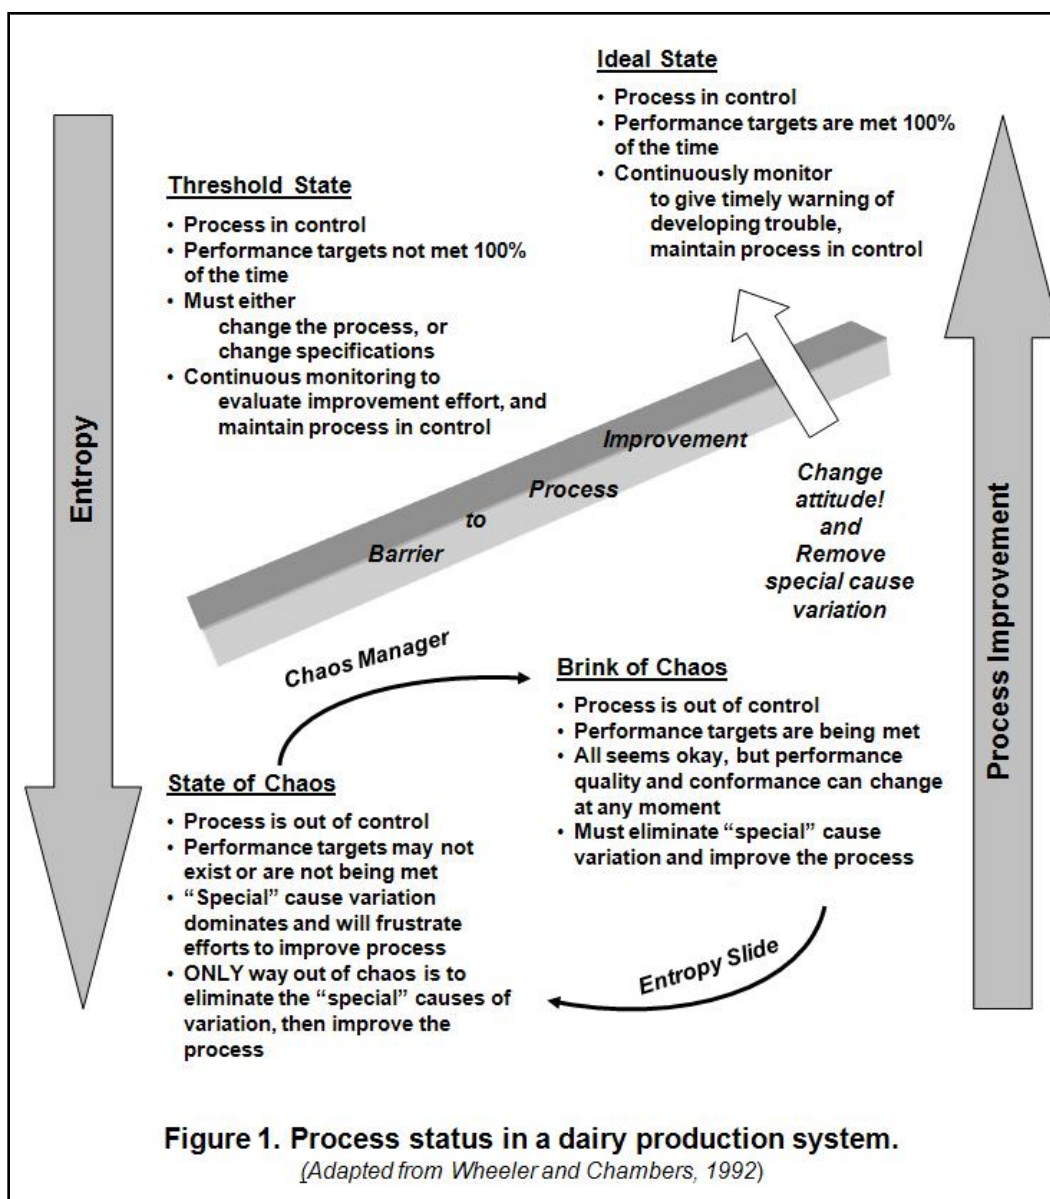 Ideal State
• Process in control
• Performance targets are met 100%
of the time
• Continuously monitor
to give timely warning of
developing trouble,
maintain process in control
Threshold State
• Process in control
• Performance targets not met 100%
of the time
• Must either
change the process, or
change specifications
• Continuous monitoring to
evaluate improvement effort, and
maintain process in control
Entropy
Barrier
to
Process
Improvement
Change
attitude!
and
Remove
special cause
variation
Process Improvement
Chaos Manager
Brink of Chaos
• Process is out of control
• Performance targets are being met
• All seems okay, but performance
quality and conformance can change
at any moment
• Must eliminate “special” cause
variation and improve the process
State of Chaos
• Process is out of control
• Performance targets may not
exist or are not being met
• “Special” cause variation
dominates and will frustrate
efforts to improve process
• ONLY way out of chaos is to
eliminate the “special” causes of
variation, then improve the
process
Entropy Slide
Figure 1. Process status in a dairy production system.
(Adapted from Wheeler and Chambers, 1992)